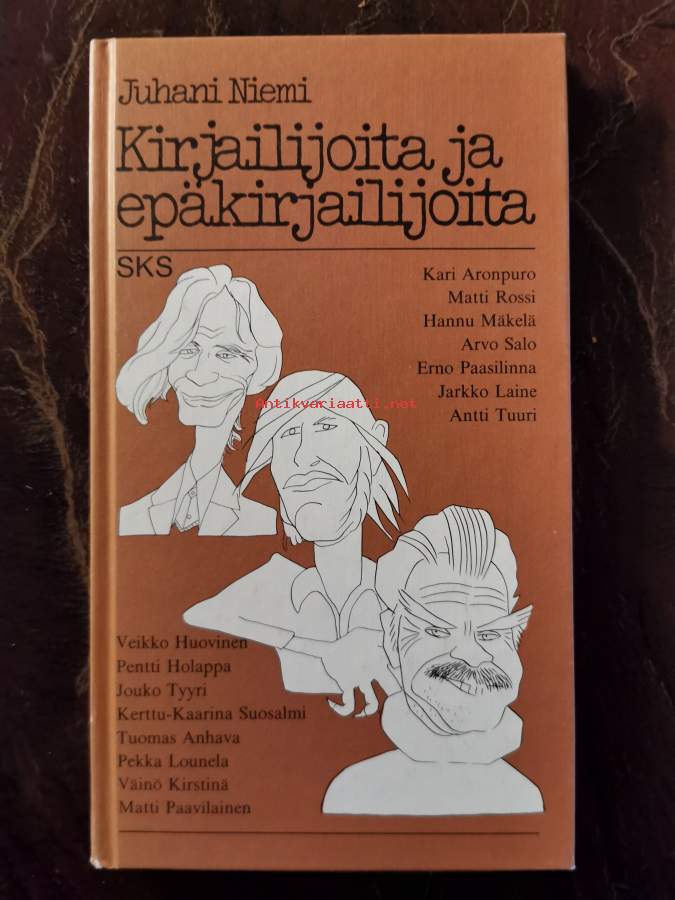 Juhani Niemi
Kirjailijoita ja
epäkirjailijoita
SKS
Kari Aronpuro
Matti Rossi
Hannu Mäkelä
Arvo Salo
Erno Paasilinna
Jarkko Laine
Antti Tuuri
Antikvariaatti.net
Veikko Huovinen
Pentti Holappa
Jouko Tyyri
Kerttu-Kaarina Suosalmi
Tuomas Anhava
Pekka Lounela
Väinö Kirstinä
Matti Paavilainen